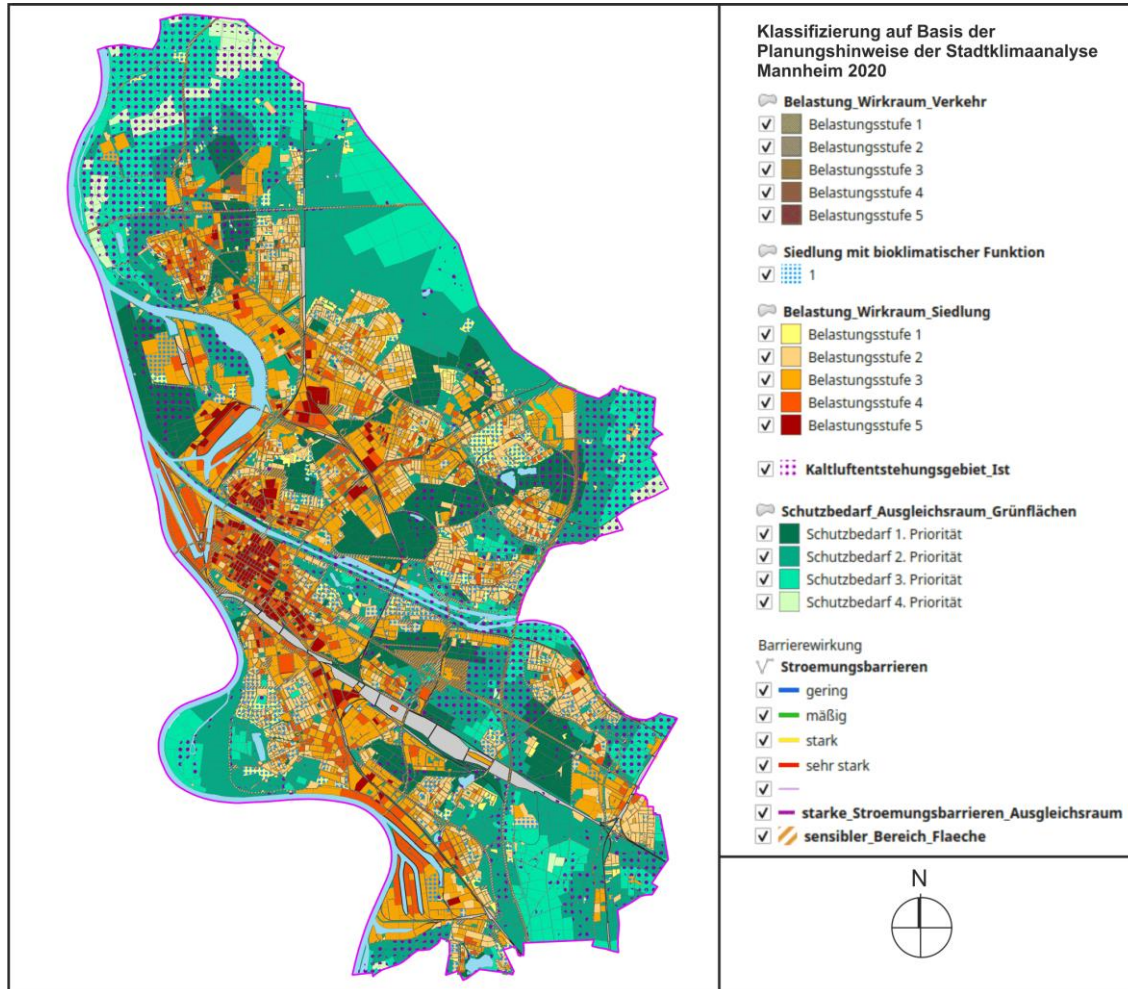 Klassifizierung auf Basis der
Planungshinweise der Stadtklimaanalyse
Mannheim 2020
Belastung_Wirkraum_Verkehr
Belastungsstufe 1
Belastungsstufe 2
Belastungsstufe 3
Belastungsstufe 4
Belastungsstufe 5
Siedlung mit bioklimatischer Funktion
1
Belastung_Wirkraum_Siedlung
Belastungsstufe 1
Belastungsstufe 2
Belastungsstufe 3
Belastungsstufe 4
Belastungsstufe 5
Kaltluftentstehungsgebiet_Ist
Schutzbedarf_Ausgleichsraum_Grünflächen
Schutzbedarf 1. Priorität
Schutzbedarf 2. Priorität
Schutzbedarf 3. Priorität
Schutzbedarf 4. Priorität
Barrierewirkung
Stroemungsbarrieren
gering
mäßig
stark
sehr stark
starke_Stroemungsbarrieren_Ausgleichsraum
sensibler_Bereich_Flaeche
N